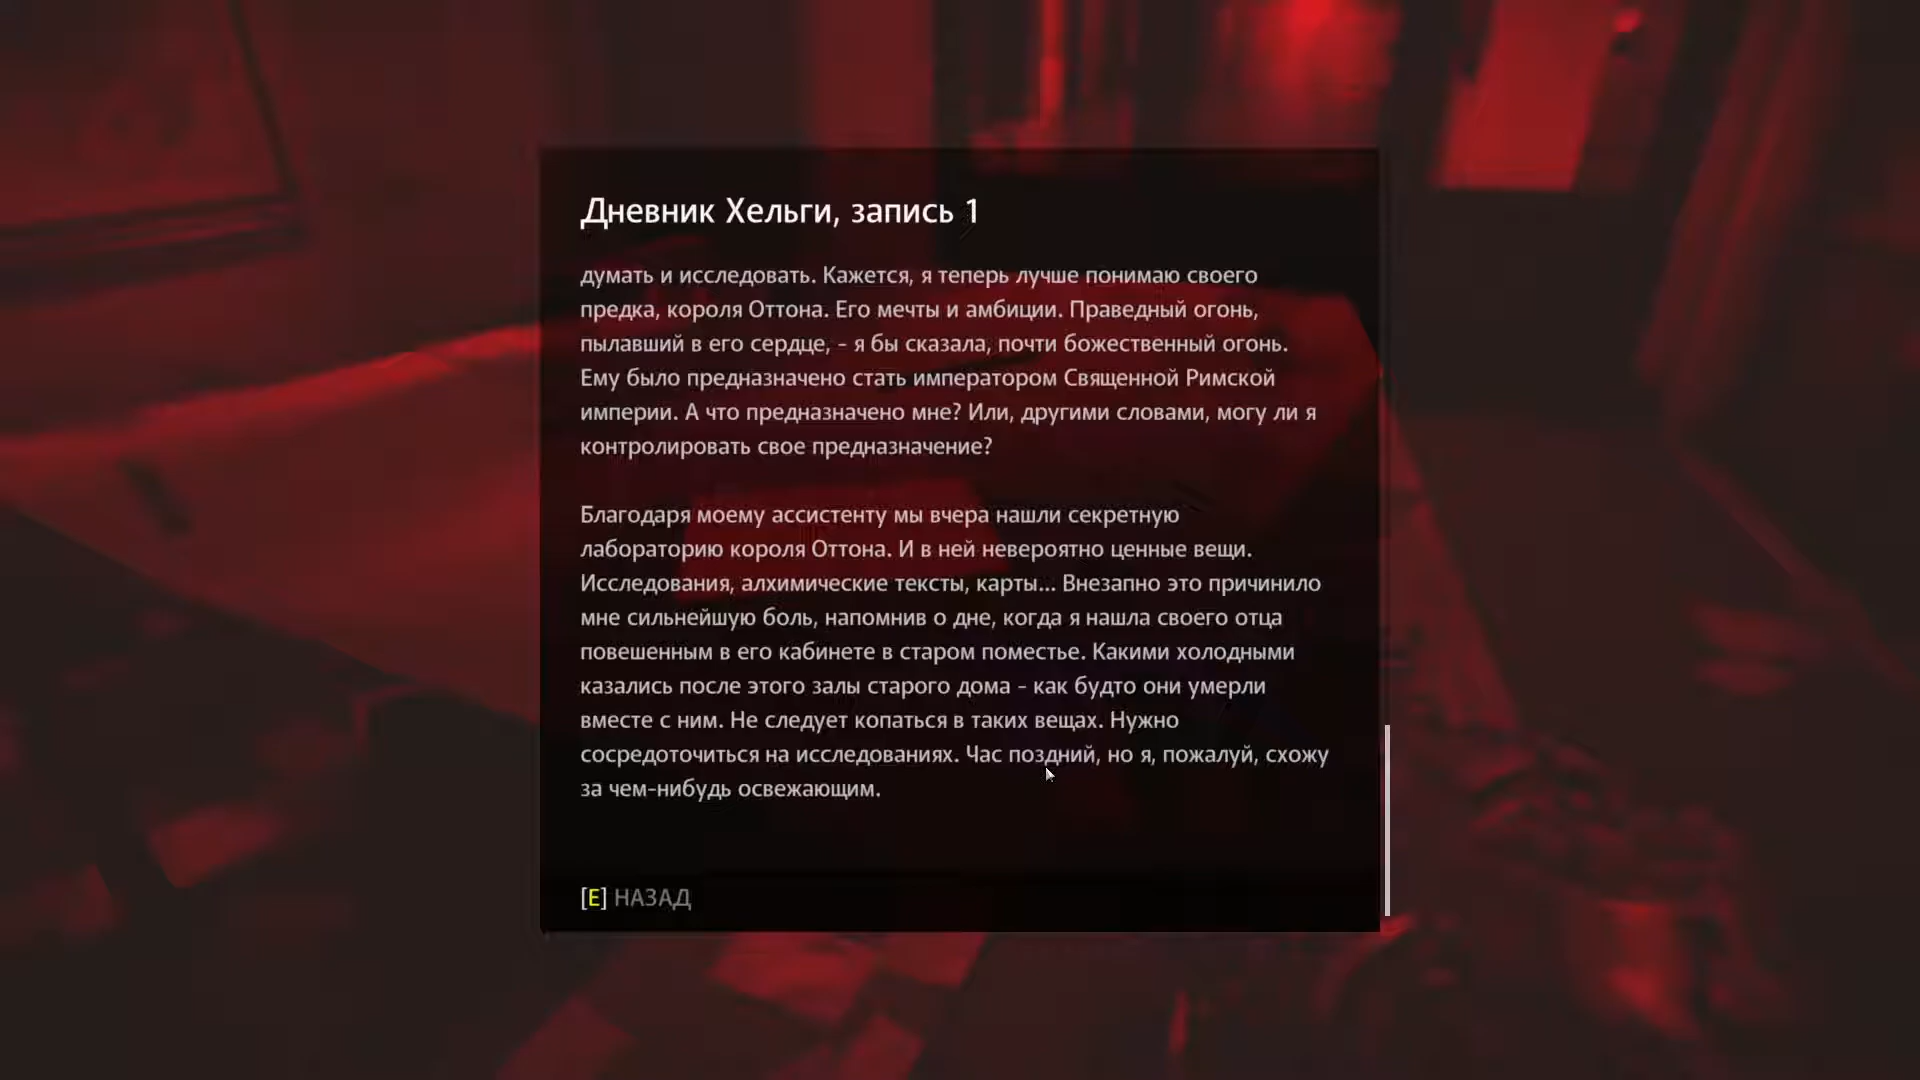 Дневник Хельги, запись 1
думать и исследовать. Кажется, я теперь лучше понимаю своего
предка, короля Оттона. Его мечты и амбиции. Праведный огонь,
пылавший в его сердце, - я бы сказала, почти божественный огонь.
Ему было предназначено стать императором Священной Римской
империи. А что предназначено мне? Или, другими словами, могу ли я
контролировать свое предназначение?
Благодаря моему ассистенту мы вчера нашли секретную
лабораторию короля Оттона. И в ней невероятно ценные вещи.
Исследования, алхимические тексты, карты... Внезапно это причинило
мне сильнейшую боль, напомнив о дне, когда я нашла своего отца
повешенным в его кабинете в старом поместье. Какими холодными
казались после этого залы старого дома - как будто они умерли
вместе с ним. Не следует копаться в таких вещах. Нужно
сосредоточиться на исследованиях. Час поздний, но я, пожалуй, схожу
за чем-нибудь освежающим.
[E] НАЗАД